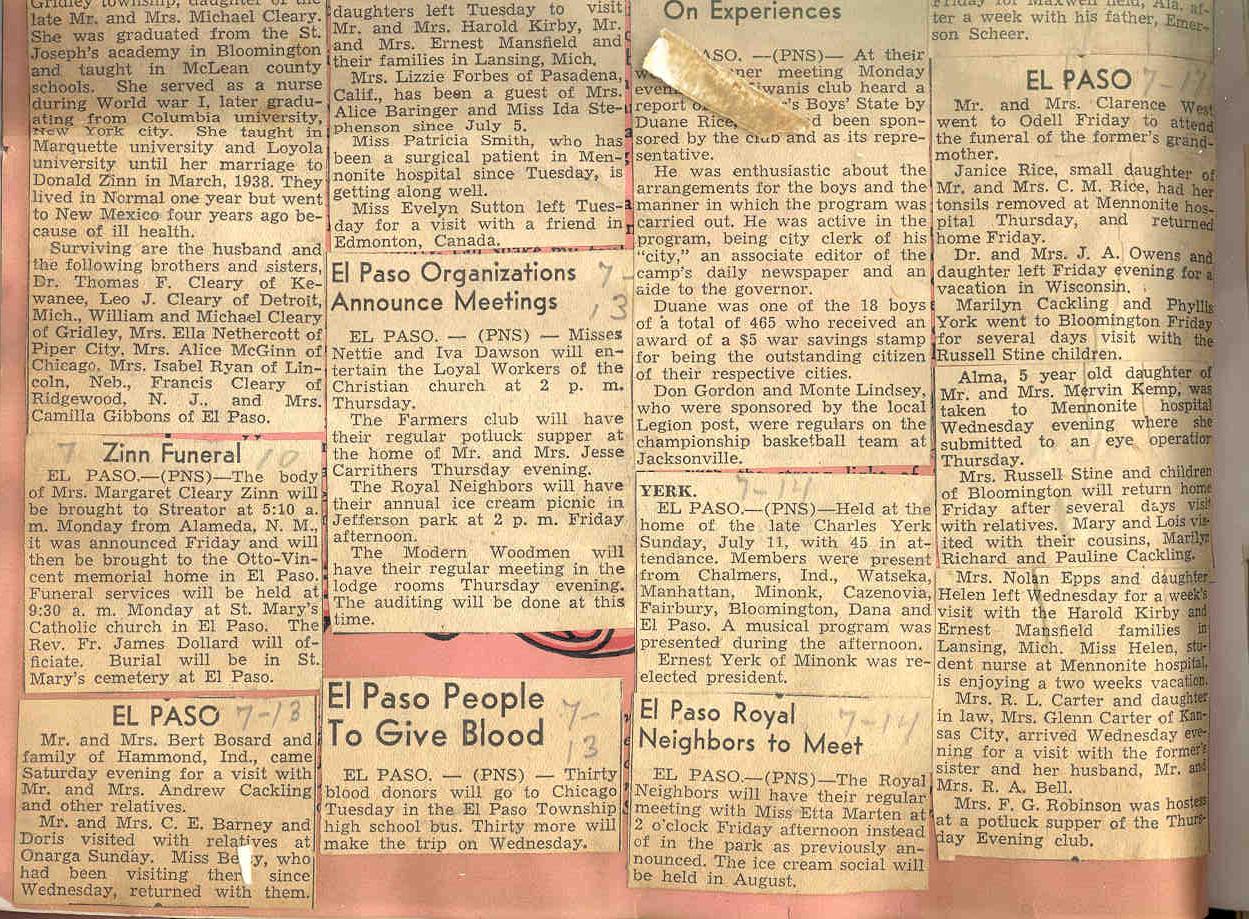 Gridley township, daughter of the
late Mr. and Mrs. Michael Cleary.
She was graduated from the St.
Joseph's academy in Bloomington
and taught in McLean county
schools. She served as a nurse
during World war I, later gradu-
ating from Columbia university,
New York city. She taught in
Marquette university and Loyola
university until her marriage to
Donald Zinn in March, 1938. They
lived in Normal one year but went
to New Mexico four years ago be-
cause of ill health.
Surviving are the husband and
the following brothers and sisters,
Dr. Thomas F. Cleary of Ke-
wanee, Leo J. Cleary of Detroit,
Mich., William and Michael Cleary
of Gridley, Mrs. Ella Nethercott of
Piper City, Mrs. Alice McGinn of
Chicago, Mrs. Isabel Ryan of Lin-
coln, Neb., Francis Cleary of
Ridgewood, N. J., and Mrs.
Camilla Gibbons of El Paso.
7 Zinn Funeral 10
EL PASO.—(PNS)—The body
of Mrs. Margaret Cleary Zinn will
be brought to Streator at 5:10 a.
m. Monday from Alameda, N. M.,
it was announced Friday and will
then be brought to the Otto-Vin-
cent memorial home in El Paso.
Funeral services will be held at
9:30 a. m. Monday at St. Mary's
Catholic church in El Paso. The
Rev. Fr. James Dollard will of-
ficiate. Burial will be in St.
Mary's cemetery at El Paso.
EL PASO 7-13
Mr. and Mrs. Bert Bosard and
family of Hammond, Ind., came
Saturday evening for a visit with
Mr. and Mrs. Andrew Cackling
and other relatives.
Mr. and Mrs. C. E. Barney and
Doris visited with relatives at
Onarga Sunday. Miss who
had been visiting since
Wednesday, returned with them.
daughters left Tuesday to visit
Mr. and Mrs. Harold Kirby, Mr.
and Mrs. Ernest Mansfield and
their families in Lansing, Mich.
Mrs. Lizzie Forbes of Pasadena,
Calif., has been a guest of Mrs.
Alice Baringer and Miss Ida Ste-
phenson since July 5.
Miss Patricia Smith, who has
been a surgical patient in Men-
nonite hospital since Tuesday, is
getting along well.
Miss Evelyn Sutton left Tues-
day for a visit with a friend in
Edmonton, Canada.
El Paso Organizations 7-
Announce Meetings 13
EL PASO. — (PNS) — Misses
Nettie and Iva Dawson will en-
tertain the Loyal Workers of the
Christian church at 2 p. m.
Thursday.
The Farmers club will have
their regular potluck supper at
the home of Mr. and Mrs. Jesse
Carrithers Thursday evening.
The Royal Neighbors will have
their annual ice cream picnic in
Jefferson park at 2 p. m. Friday
afternoon.
The Modern Woodmen will
have their regular meeting in the
lodge rooms Thursday evening.
The auditing will be done at this
time.
El Paso People 7-
To Give Blood 13
EL PASO. — (PNS) — Thirty
blood donors will go to Chicago
Tuesday in the El Paso Township
high school bus. Thirty more will
make the trip on Wednesday.
On Experiences
PASO. —(PNS)— At their
meeting Monday
Kiwanis club heard a
report Boys' State by
Duane Rice, been spon-
sored by the club and as its repre-
sentative.
He was enthusiastic about the
arrangements for the boys and the
manner in which the program was
carried out. He was active in the
program, being city clerk of his
"city," an associate editor of the
camp's daily newspaper and an
aide to the governor.
Duane was one of the 18 boys
of a total of 465 who received an
award of a $5 war savings stamp
for being the outstanding citizen
of their respective cities.
Don Gordon and Monte Lindsey,
who were sponsored by the local
Legion post, were regulars on the
championship basketball team at
Jacksonville.
YERK. 7-14
EL PASO.—(PNS)—Held at the
home of the late Charles Yerk
Sunday, July 11, with 45 in at-
tendance. Members were present
from Chalmers, Ind., Watseka,
Manhattan, Minonk, Cazenovia,
Fairbury, Bloomington, Dana and
El Paso. A musical program was
presented during the afternoon.
Ernest Yerk of Minonk was re-
elected president.
El Paso Royal 7-14
Neighbors to Meet
EL PASO.—(PNS)—The Royal
Neighbors will have their regular
meeting with Miss Etta Marten at
2 o'clock Friday afternoon instead
of in the park as previously an-
nounced. The ice cream social will
be held in August.
Friday for Maxwell field, Ala. af-
ter a week with his father, Emer-
son Scheer.
EL PASO 7-17
Mr. and Mrs. Clarence West
went to Odell Friday to attend
the funeral of the former's grand-
mother.
Janice Rice, small daughter of
Mr. and Mrs. C. M. Rice, had her
tonsils removed at Mennonite hos-
pital Thursday, and returned
home Friday.
Dr. and Mrs. J. A. Owens and
daughter left Friday evening for a
vacation in Wisconsin.
Marilyn Cackling and Phyllis
York went to Bloomington Friday
for several days visit with the
Russell Stine children.
Alma, 5 year old daughter of
Mr. and Mrs. Mervin Kemp, was
taken to Mennonite hospital
Wednesday evening where she
submitted to an eye operation
Thursday.
Mrs. Russell Stine and children
of Bloomington will return home
Friday after several days visit
with relatives. Mary and Lois vis-
ited with their cousins, Marilyn
Richard and Pauline Cackling.
Mrs. Nolan Epps and daughter
Helen left Wednesday for a week's
visit with the Harold Kirby and
Ernest Mansfield families in
Lansing, Mich. Miss Helen, stu-
dent nurse at Mennonite hospital,
is enjoying a two weeks vacation.
Mrs. R. L. Carter and daughter
in law, Mrs. Glenn Carter of Kan-
sas City, arrived Wednesday eve-
ning for a visit with the former's
sister and her husband, Mr. and
Mrs. R. A. Bell.
Mrs. F. G. Robinson was hostess
at a potluck supper of the Thurs-
day Evening club.